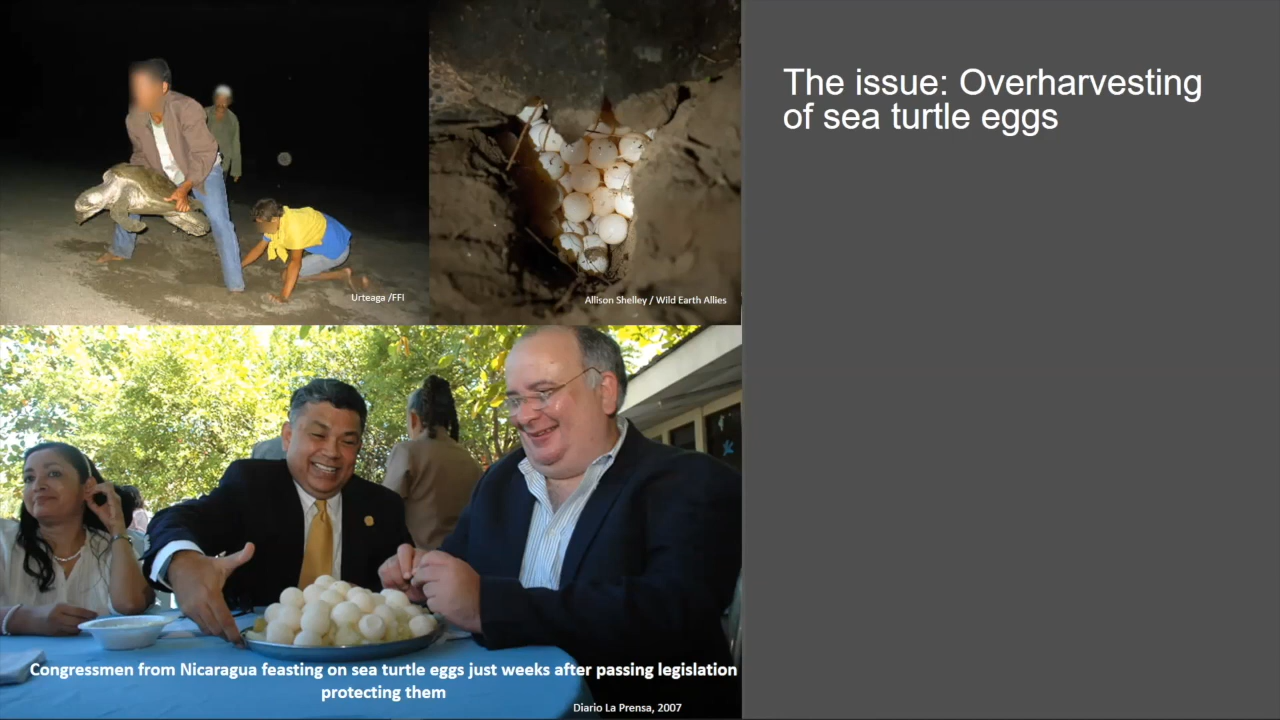 The issue: Overharvesting
of sea turtle eggs
Urteaga /FFI
Allison Shelley / Wild Earth Allies
Congressmen from Nicaragua feasting on sea turtle eggs just weeks after passing legislation
protecting them
Diario La Prensa, 2007